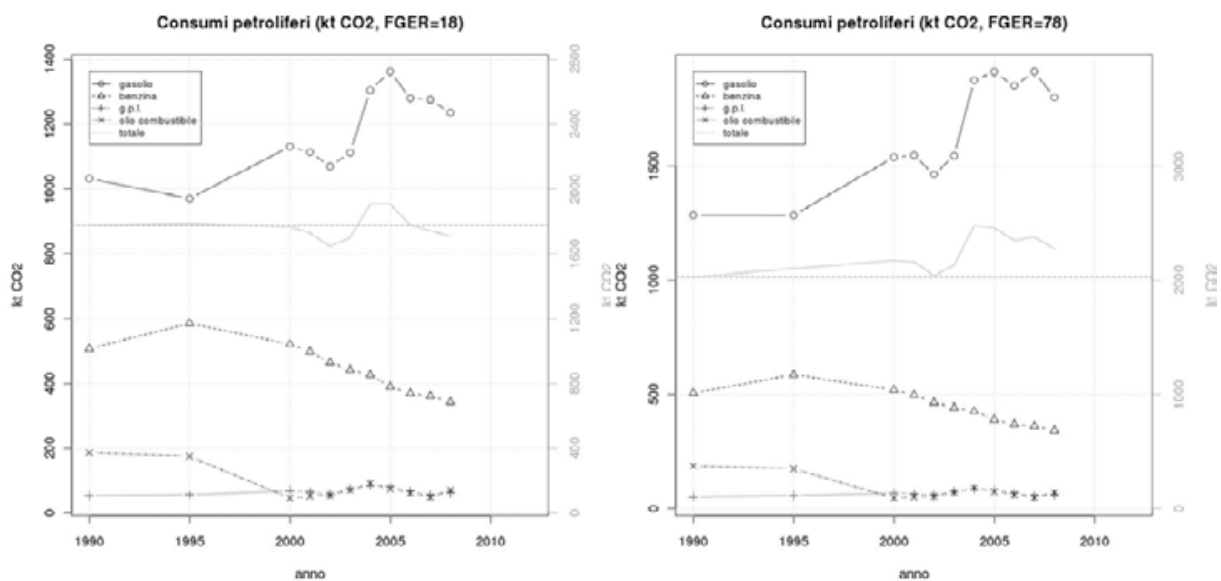 Consumi petroliferi (kt CO2, FGER=18)
gasolio
benzina
g.p.l.
olio combustibile
totale
kt CO2
1400
1200
1000
800
600
400
200
0
2800
2400
2000
1600
1200
800
400
0
kt CO2
1990
1995
2000
2005
2010
anno
Consumi petroliferi (kt CO2, FGER=78)
gasolio
benzina
g.p.l.
olio combustibile
totale
kt CO2
1500
1000
500
0
3000
2000
1000
0
kt CO2
1990
1995
2000
2005
2010
anno